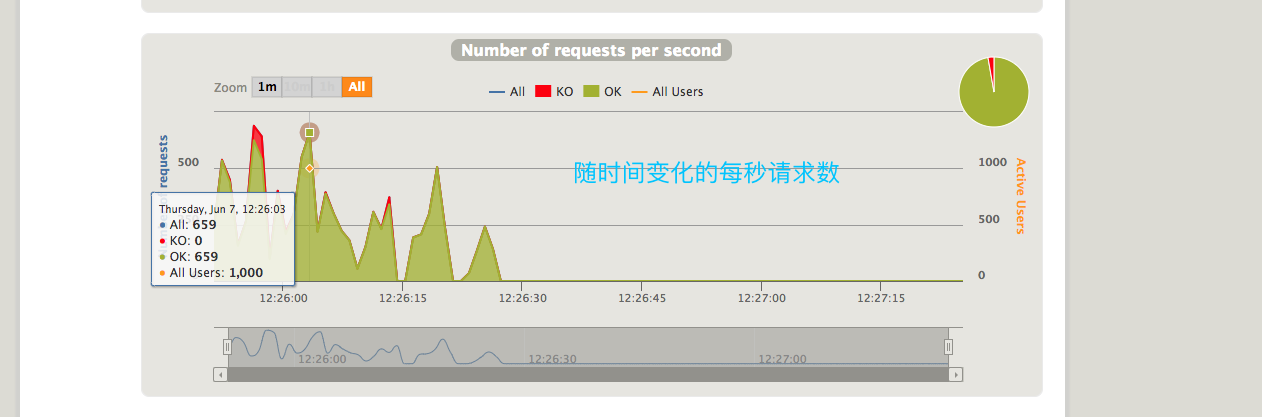 Number of requests per second
Zoom 1m 10m 1h All
All KO OK All Users
500 1000
随时间变化的每秒请求数
requests
Active Users
Thursday, Jun 7, 12:26:03
All: 659
KO: 0
OK: 659
All Users: 1,000
500
0
12:26:00 12:26:15 12:26:30 12:26:45 12:27:00 12:27:15
12:26:00 12:26:30 12:27:00